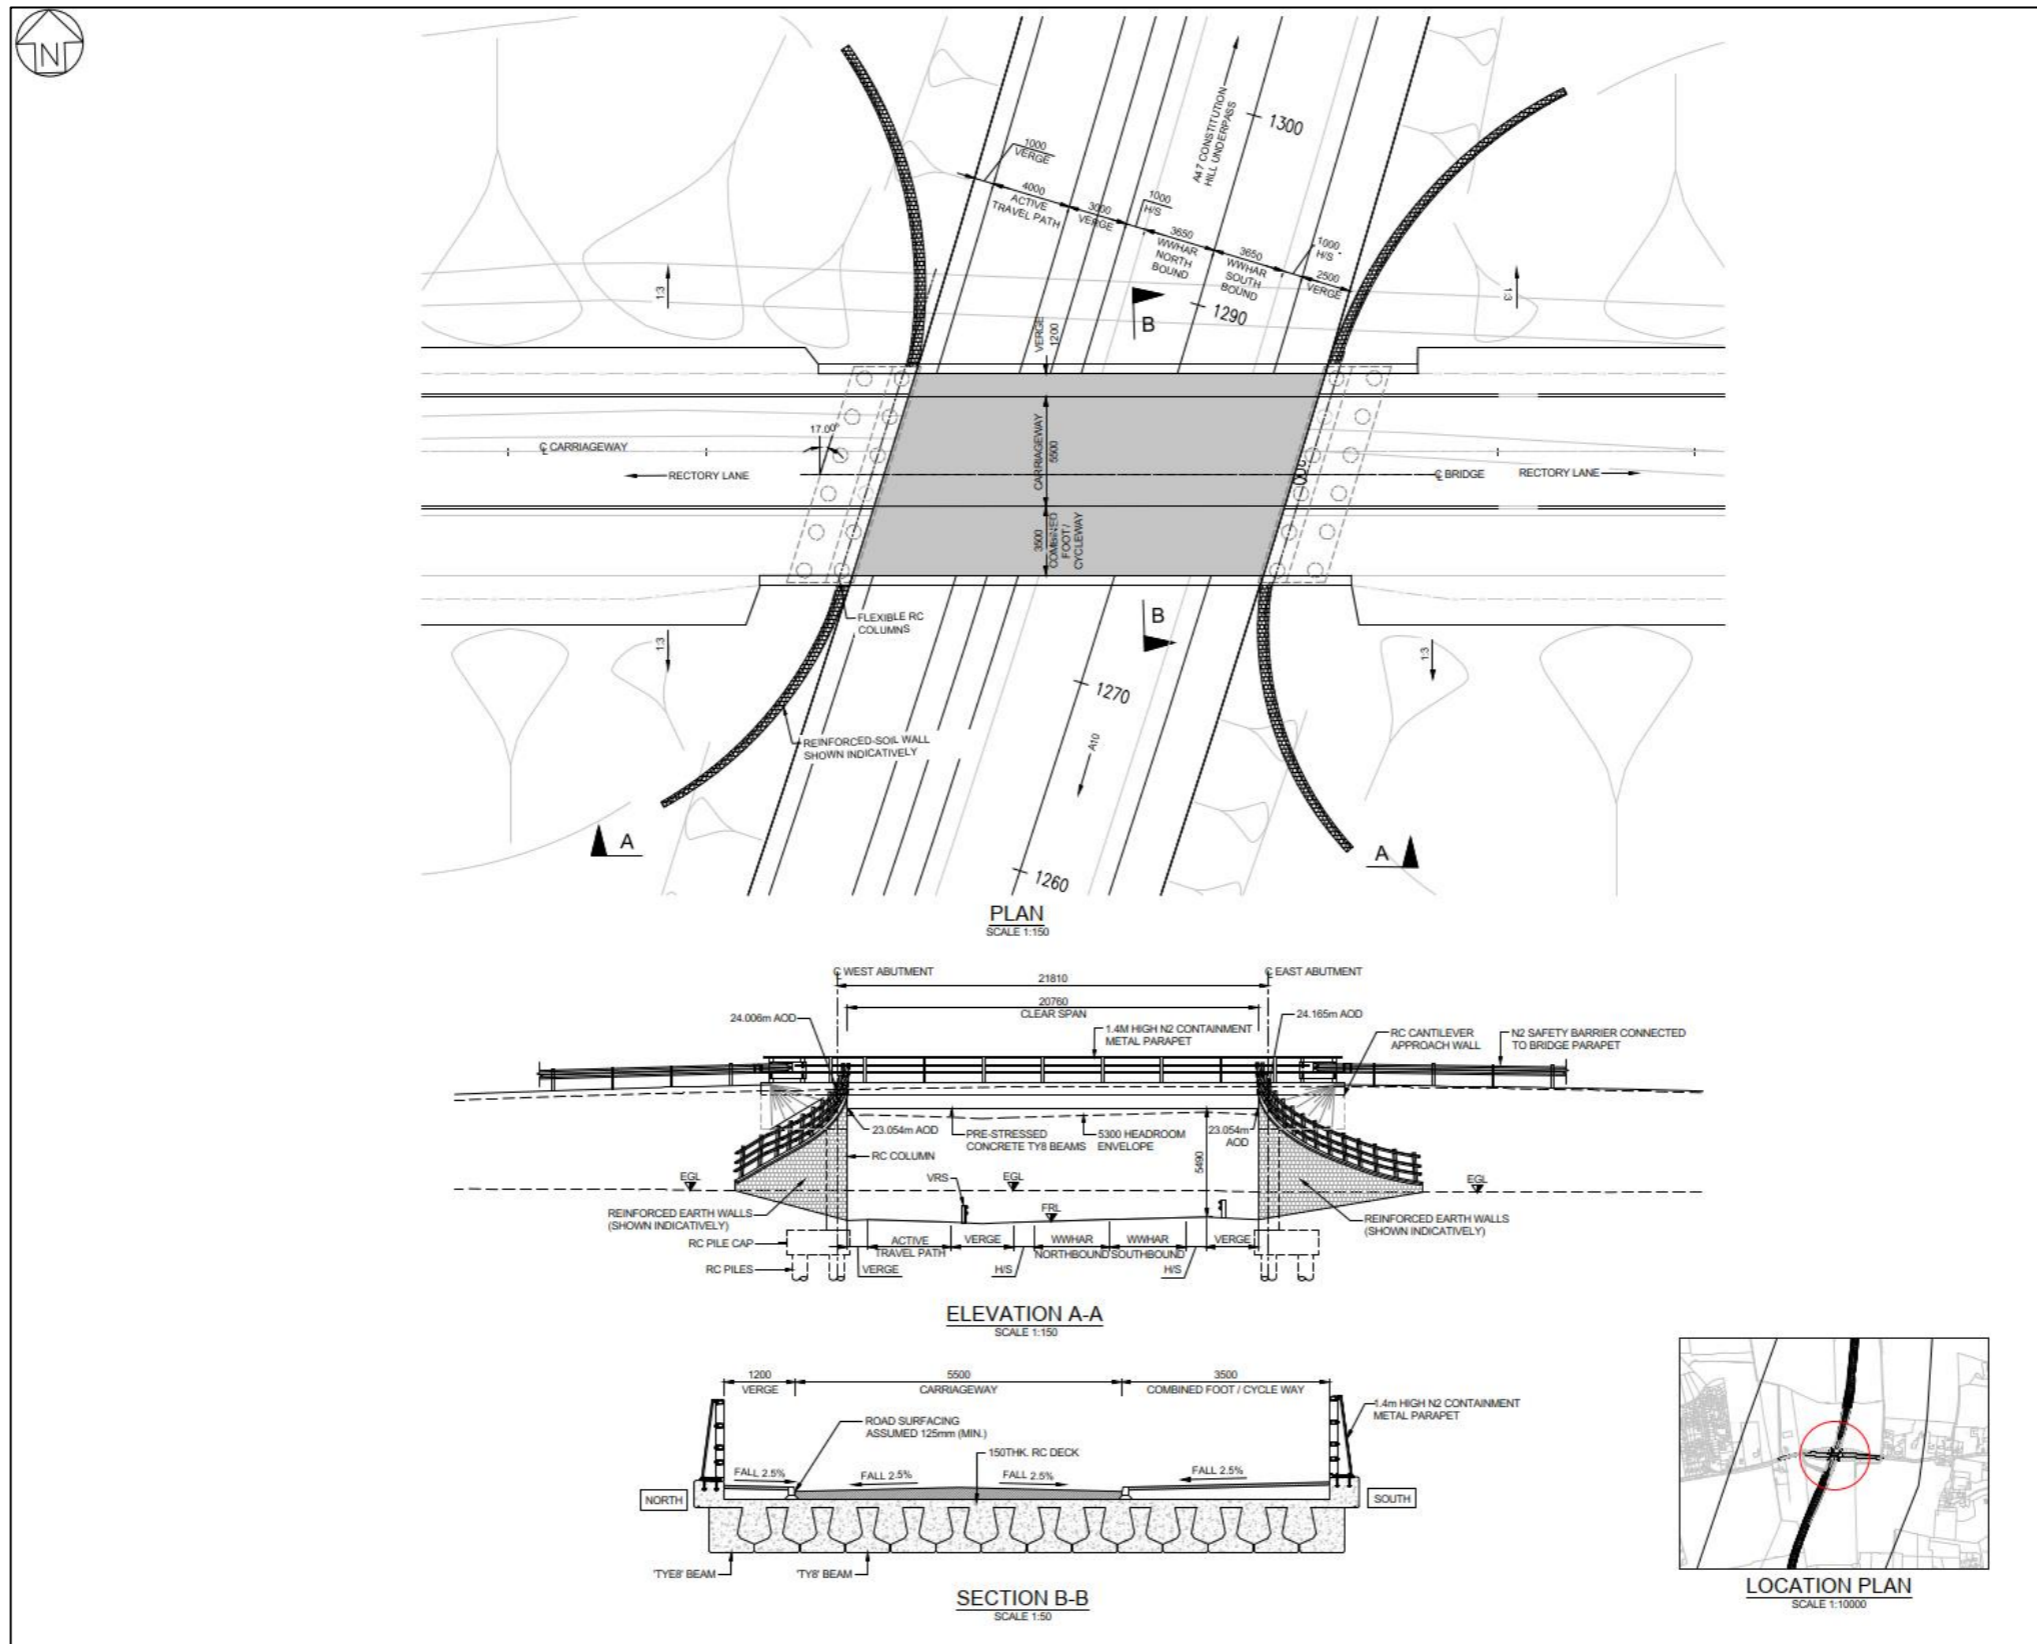 N
1300
A47 CONSTITUTION
HILL UNDERPASS
1000
VERGE
4000
ACTIVE
TRAVEL PATH
3000
VERGE
1000
H/S
3650
WWHAR
NORTH
BOUND
3650
WWHAR
SOUTH
BOUND
1000
H/S
2500
VERGE
1:3
1:3
1290
B
VERGE
1200
17.00°
CL CARRIAGEWAY
RECTORY LANE
CARRIAGEWAY
5500
CL BRIDGE
RECTORY LANE
3500
COMBINED
FOOT /
CYCLEWAY
FLEXIBLE RC
COLUMNS
B
1:3
1:3
1270
A10
REINFORCED-SOIL WALL
SHOWN INDICATIVELY
A
A
1260
PLAN
SCALE 1:150
CL WEST ABUTMENT
CL EAST ABUTMENT
21810
20760
CLEAR SPAN
24.006m AOD
24.165m AOD
1.4M HIGH N2 CONTAINMENT
METAL PARAPET
RC CANTILEVER
APPROACH WALL
N2 SAFETY BARRIER CONNECTED
TO BRIDGE PARAPET
23.054m AOD
PRE-STRESSED
CONCRETE TY8 BEAMS
5300 HEADROOM
ENVELOPE
23.054m
AOD
RC COLUMN
5490
EGL
VRS
EGL
EGL
FRL
REINFORCED EARTH WALLS
(SHOWN INDICATIVELY)
REINFORCED EARTH WALLS
(SHOWN INDICATIVELY)
RC PILE CAP
ACTIVE
TRAVEL PATH
VERGE
WWHAR
NORTHBOUND
WWHAR
SOUTHBOUND
VERGE
RC PILES
VERGE
H/S
H/S
ELEVATION A-A
SCALE 1:150
1200
VERGE
5500
CARRIAGEWAY
3500
COMBINED FOOT / CYCLE WAY
1.4m HIGH N2 CONTAINMENT
METAL PARAPET
ROAD SURFACING
ASSUMED 125mm (MIN.)
150THK. RC DECK
FALL 2.5%
FALL 2.5%
FALL 2.5%
FALL 2.5%
NORTH
SOUTH
'TYE8' BEAM
'TY8' BEAM
SECTION B-B
SCALE 1:50
LOCATION PLAN
SCALE 1:10000